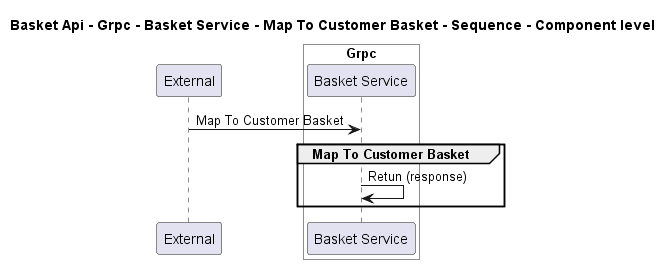 Basket Api - Grpc - Basket Service - Map To Customer Basket - Sequence - Component level
Grpc
External
Basket Service
Map To Customer Basket
Map To Customer Basket
Retun (response)
External
Basket Service